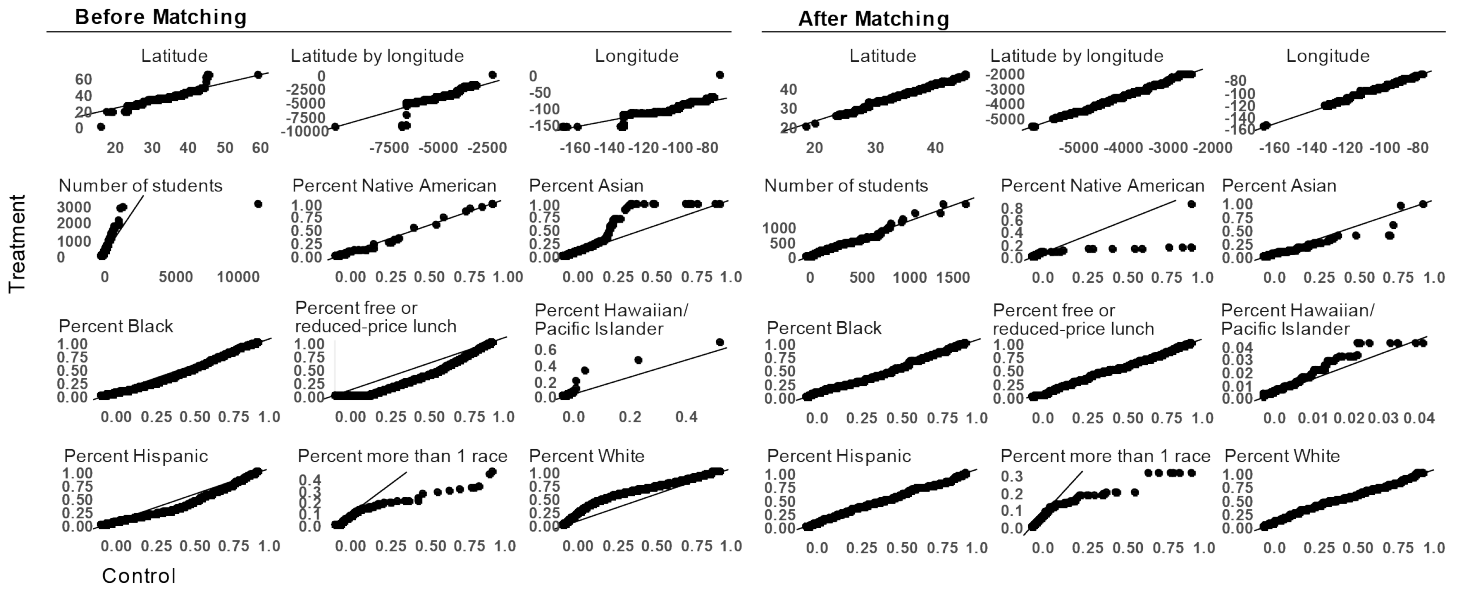 Before Matching
After Matching
Latitude
Latitude by longitude
Longitude
Latitude
Latitude by longitude
Longitude
60
40
20
0
20 30 40 50 60
0
-2500
-5000
-7500
-10000
-7500 -5000 -2500
0
-50
-100
-150
-160 -140 -120 -100 -80
40
30
20
20 30 40
-2000
-3000
-4000
-5000
-5000 -4000 -3000 -2000
-80
-100
-120
-140
-160
-160 -140 -120 -100 -80
Treatment
Number of students
Percent Native American
Percent Asian
Number of students
Percent Native American
Percent Asian
3000
2000
1000
0
0 5000 10000
1.00
0.75
0.50
0.25
0.00
0.00 0.25 0.50 0.75 1.0
1.00
0.75
0.50
0.25
0.00
0.00 0.25 0.50 0.75 1.0
1000
500
0
0 500 1000 1500
0.8
0.6
0.4
0.2
0.0
0.0 0.25 0.50 0.75 1.0
1.00
0.75
0.50
0.25
0.00
0.0 0.25 0.50 0.75 1.0
Percent Black
Percent free or
reduced-price lunch
Percent Hawaiian/
Pacific Islander
Percent Black
Percent free or
reduced-price lunch
Percent Hawaiian/
Pacific Islander
1.00
0.75
0.50
0.25
0.00
0.00 0.25 0.50 0.75 1.0
1.00
0.75
0.50
0.25
0.00
0.00 0.25 0.50 0.75 1.0
0.6
0.4
0.2
0.0
0.0 0.2 0.4
1.00
0.75
0.50
0.25
0.00
0.0 0.25 0.50 0.75 1.0
1.00
0.75
0.50
0.25
0.00
0.0 0.25 0.50 0.75 1.0
0.04
0.03
0.02
0.01
0.00
0.0 0.01 0.02 0.03 0.04
Percent Hispanic
Percent more than 1 race
Percent White
Percent Hispanic
Percent more than 1 race
Percent White
1.00
0.75
0.50
0.25
0.00
0.00 0.25 0.50 0.75 1.0
0.4
0.3
0.2
0.1
0.0
0.00 0.25 0.50 0.75 1.0
1.00
0.75
0.50
0.25
0.00
0.00 0.25 0.50 0.75 1.0
1.00
0.75
0.50
0.25
0.00
0.0 0.25 0.50 0.75 1.0
0.3
0.2
0.1
0.0
0.0 0.25 0.50 0.75 1.0
1.00
0.75
0.50
0.25
0.00
0.0 0.25 0.50 0.75 1.0
Control